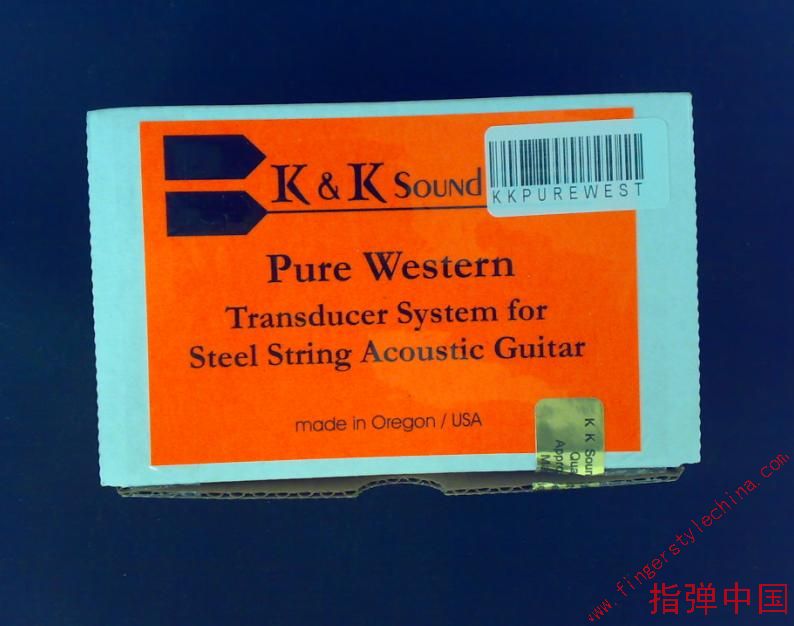 K & K Sound
KKPUREWEST
Pure Western
Transducer System for
Steel String Acoustic Guitar
made in Oregon / USA
K K
www.fingerstylechina.com
指弹中国